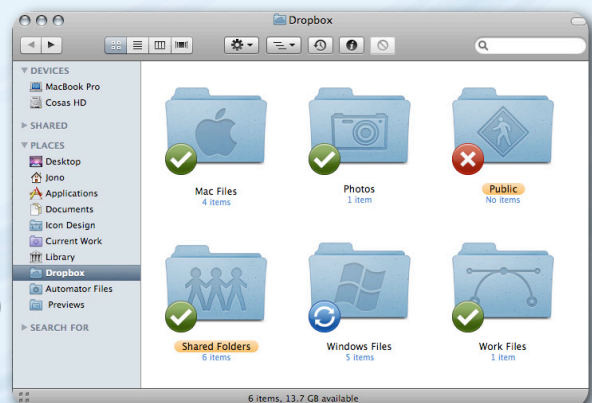 Dropbox
DEVICES
MacBook Pro
Cosas HD
SHARED
PLACES
Desktop
Jono
Applications
Documents
Icon Design
Current Work
Library
Dropbox
Automator Files
Previews
SEARCH FOR
Mac Files
4 items
Photos
1 item
Public
No items
Shared Folders
6 items
Windows Files
5 items
Work Files
1 item
6 items, 13.7 GB available